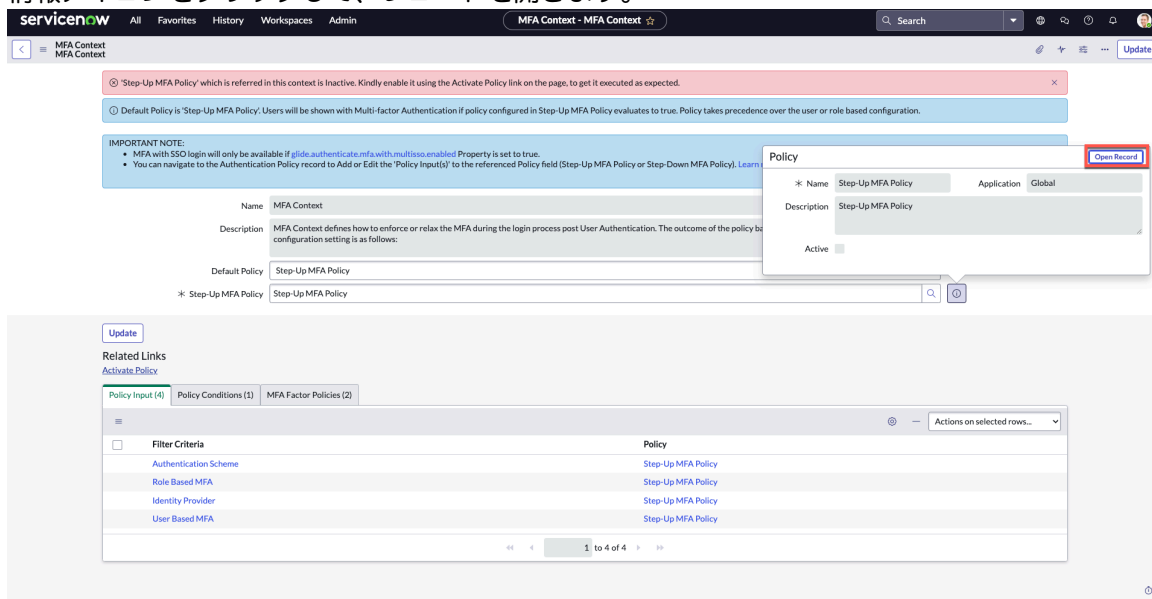 servicenow All Favorites History Workspaces Admin MFA Context - MFA Context ☆ Search
MFA Context
MFA Context
Update
'Step-Up MFA Policy' which is referred in this context is Inactive. Kindly enable it using the Activate Policy link on the page, to get it executed as expected.
Default Policy is 'Step-Up MFA Policy'. Users will be shown with Multi-factor Authentication if policy configured in Step-Up MFA Policy evaluates to true. Policy takes precedence over the user or role based configuration.
IMPORTANT NOTE:
• MFA with SSO login will only be available if glide.authenticate.mfa.with.multisso.enabled Property is set to true.
• You can navigate to the Authentication Policy record to Add or Edit the 'Policy Input(s)' to the referenced Policy field (Step-Up MFA Policy or Step-Down MFA Policy). Learn
Policy Open Record
Name Step-Up MFA Policy Application Global
Description Step-Up MFA Policy
Active
Name MFA Context
Description MFA Context defines how to enforce or relax the MFA during the login process post User Authentication. The outcome of the policy ba
configuration setting is as follows:
Default Policy Step-Up MFA Policy
Step-Up MFA Policy Step-Up MFA Policy
Update
Related Links
Activate Policy
Policy Input (4) Policy Conditions (1) MFA Factor Policies (2)
Actions on selected rows...
Filter Criteria Policy
Authentication Scheme Step-Up MFA Policy
Role Based MFA Step-Up MFA Policy
Identity Provider Step-Up MFA Policy
User Based MFA Step-Up MFA Policy
1 to 4 of 4